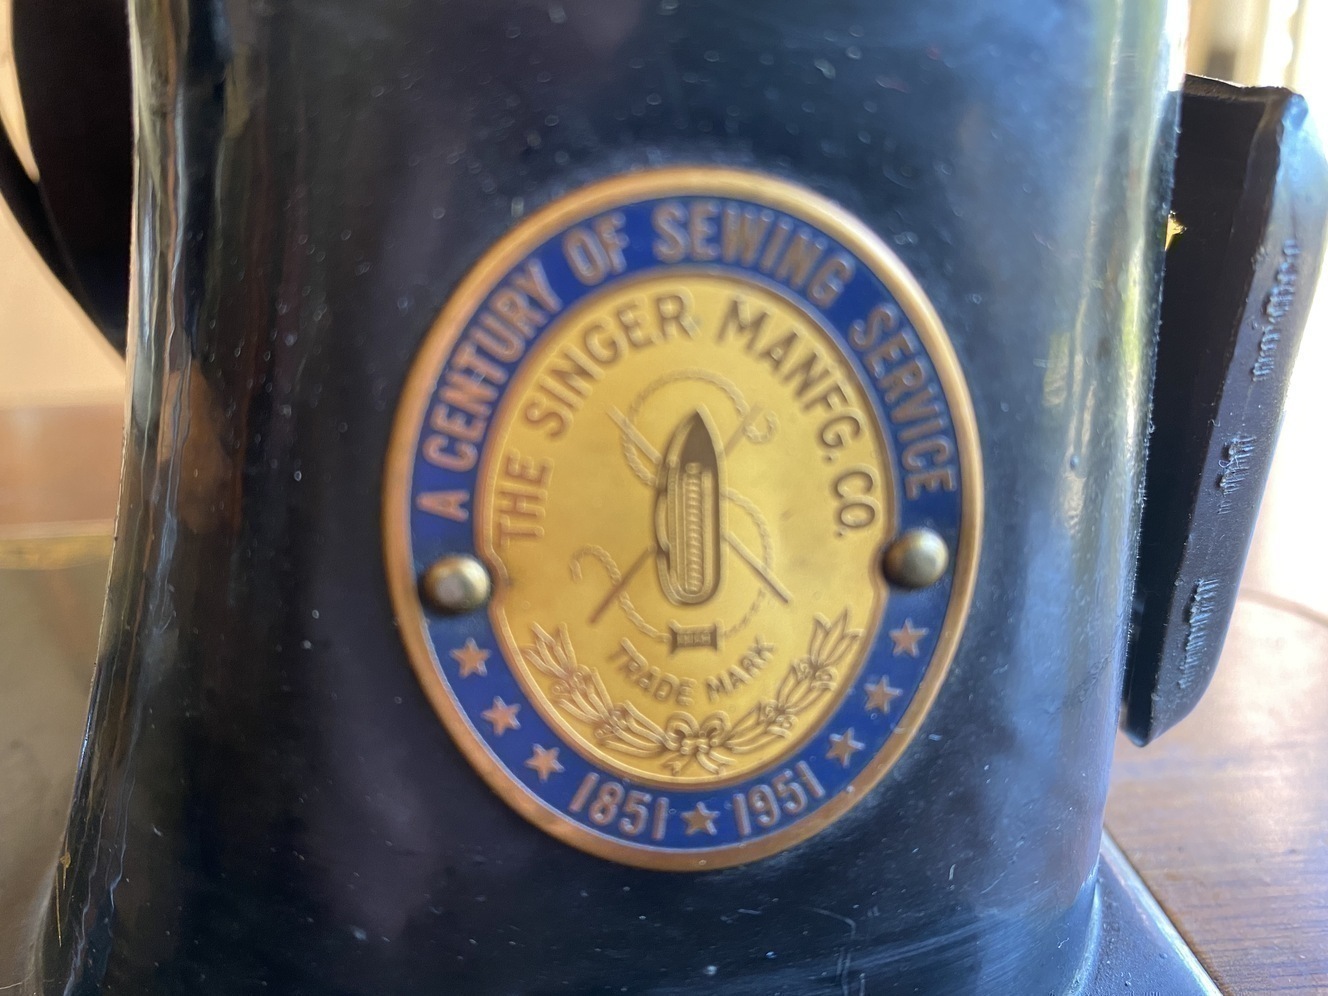 A CENTURY OF SEWING SERVICE
THE SINGER MANFG. CO.
TRADE MARK
1851 ★ 1951